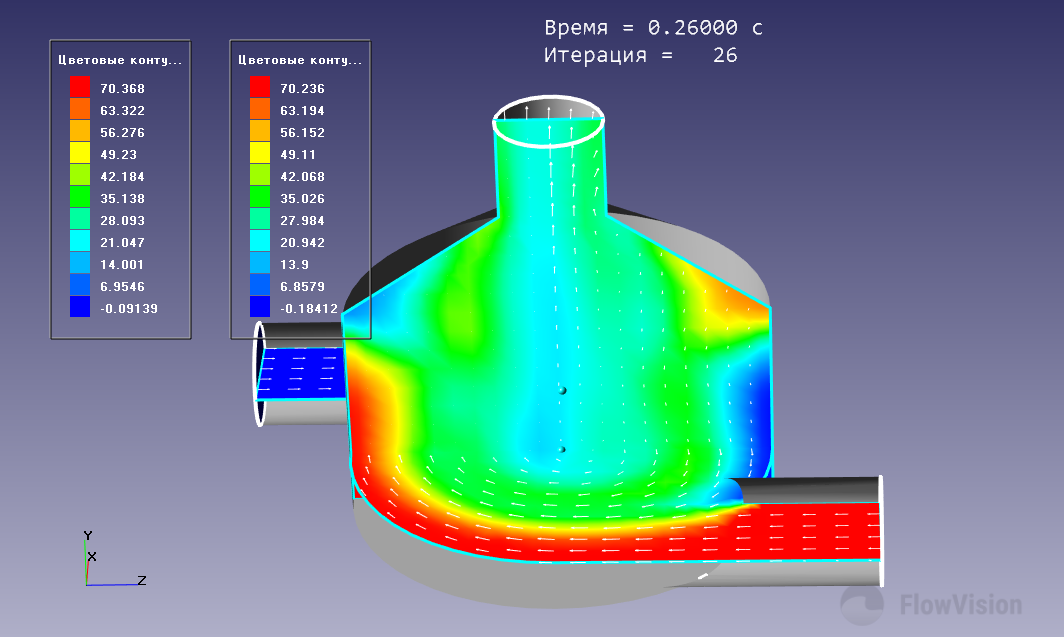 Время = 0.26000 с
Итерация = 26
Цветовые конту...
70.368
63.322
56.276
49.23
42.184
35.138
28.093
21.047
14.001
6.9546
-0.09139
Цветовые конту...
70.236
63.194
56.152
49.11
42.068
35.026
27.984
20.942
13.9
6.8579
-0.18412
Y
X
Z
FlowVision